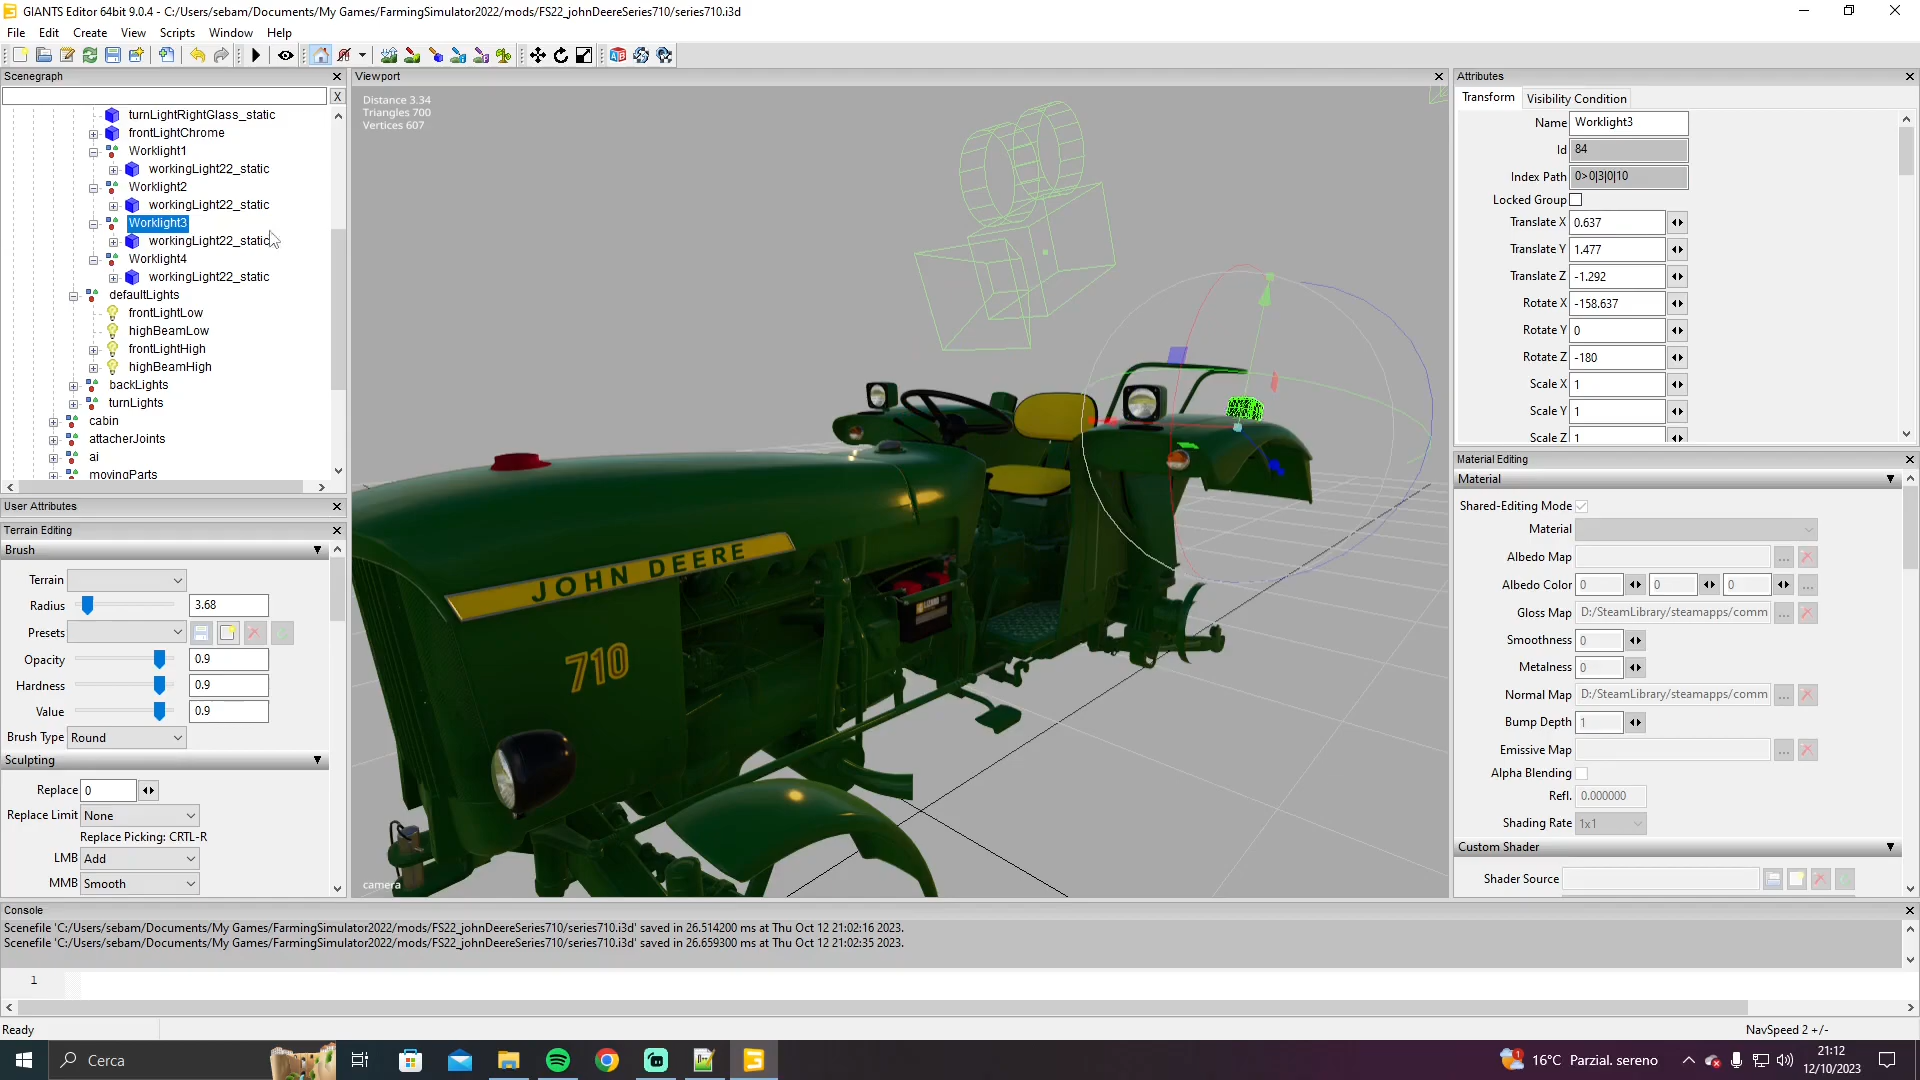 GIANTS Editor 64bit 9.0.4 - C:/Users/sebam/Documents/My Games/FarmingSimulator2022/mods/FS22_johnDeereSeries710/series710.i3d
File Edit Create View Scripts Window Help
Scenegraph
X
turnLightRightGlass_static
frontLightChrome
Worklight1
workingLight22_static
Worklight2
workingLight22_static
Worklight3
workingLight22_static
Worklight4
workingLight22_static
defaultLights
frontLightLow
highBeamLow
frontLightHigh
highBeamHigh
backLights
turnLights
cabin
attacherJoints
ai
movingParts
User Attributes
Terrain Editing
Brush
Terrain
Radius 3.68
Presets
Opacity 0.9
Hardness 0.9
Value 0.9
Brush Type Round
Sculpting
Replace 0
Replace Limit None
Replace Picking: CRTL-R
LMB Add
MMB Smooth
Viewport
Distance 3.34
Triangles 700
Vertices 607
JOHN DEERE
710
camera
Attributes
Transform Visibility Condition
Name Worklight3
Id 84
Index Path 0>0|3|0|10
Locked Group
Translate X 0.637
Translate Y 1.477
Translate Z -1.292
Rotate X -158.637
Rotate Y 0
Rotate Z -180
Scale X 1
Scale Y 1
Scale Z 1
Material Editing
Material
Shared-Editing Mode
Material
Albedo Map ...
Albedo Color 0 0 0 ...
Gloss Map D:/SteamLibrary/steamapps/comm ...
Smoothness 0
Metalness 0
Normal Map D:/SteamLibrary/steamapps/comm ...
Bump Depth 1
Emissive Map ...
Alpha Blending
Refl. 0.000000
Shading Rate 1x1
Custom Shader
Shader Source
Console
Scenefile 'C:/Users/sebam/Documents/My Games/FarmingSimulator2022/mods/FS22_johnDeereSeries710/series710.i3d' saved in 26.514200 ms at Thu Oct 12 21:02:16 2023.
Scenefile 'C:/Users/sebam/Documents/My Games/FarmingSimulator2022/mods/FS22_johnDeereSeries710/series710.i3d' saved in 26.659300 ms at Thu Oct 12 21:02:35 2023.
1
Ready
NavSpeed 2 +/-
Cerca
16°C Parzial. sereno
21:12
12/10/2023